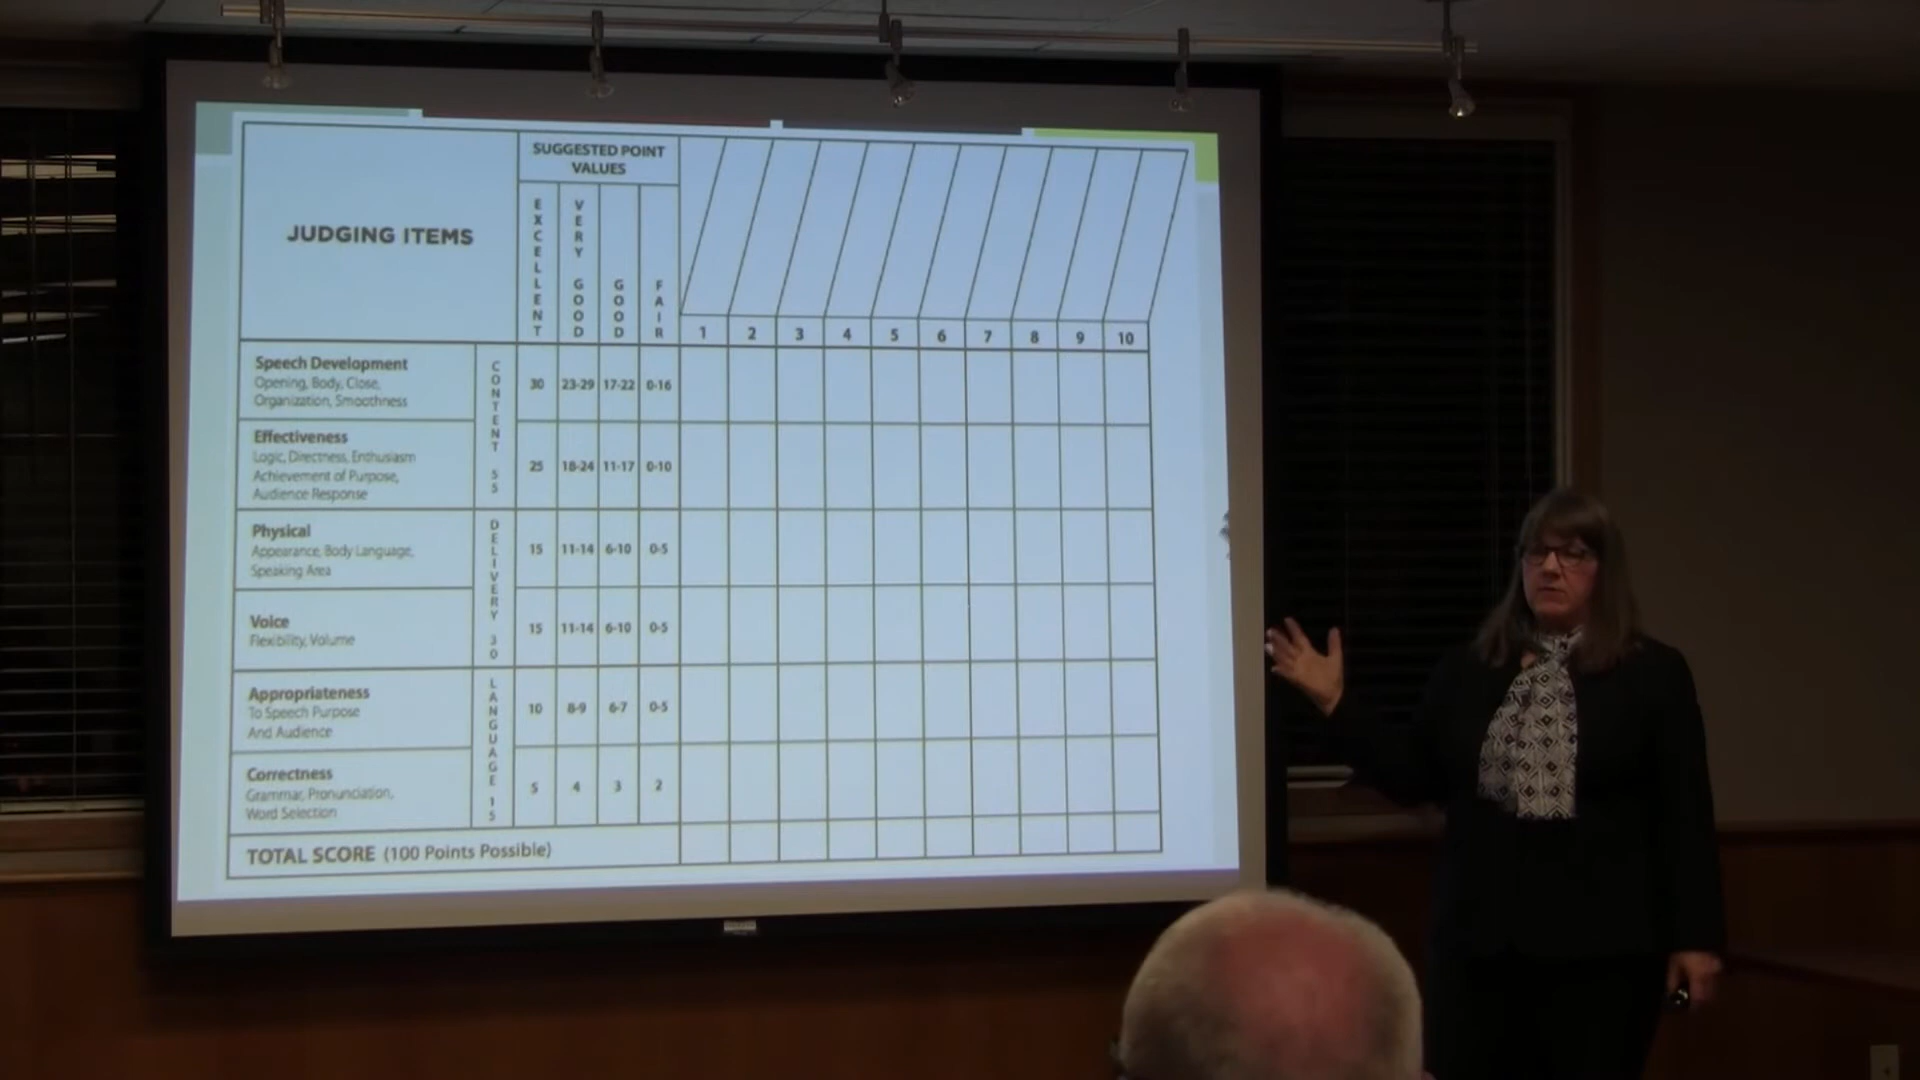 SUGGESTED POINT
VALUES
JUDGING ITEMS
EXCELLENT
VERY GOOD
GOOD
FAIR
1 2 3 4 5 6 7 8 9 10
Speech Development
Opening, Body, Close,
Organization, Smoothness
CONTENT 55
30 23-29 17-22 0-16
Effectiveness
Logic, Directness, Enthusiasm
Achievement of Purpose,
Audience Response
25 18-24 11-17 0-10
Physical
Appearance, Body Language,
Speaking Area
DELIVERY 30
15 11-14 6-10 0-5
Voice
Flexibility, Volume
15 11-14 6-10 0-5
Appropriateness
To Speech Purpose
And Audience
LANGUAGE 15
10 8-9 6-7 0-5
Correctness
Grammar, Pronunciation,
Word Selection
5 4 3 2
TOTAL SCORE (100 Points Possible)